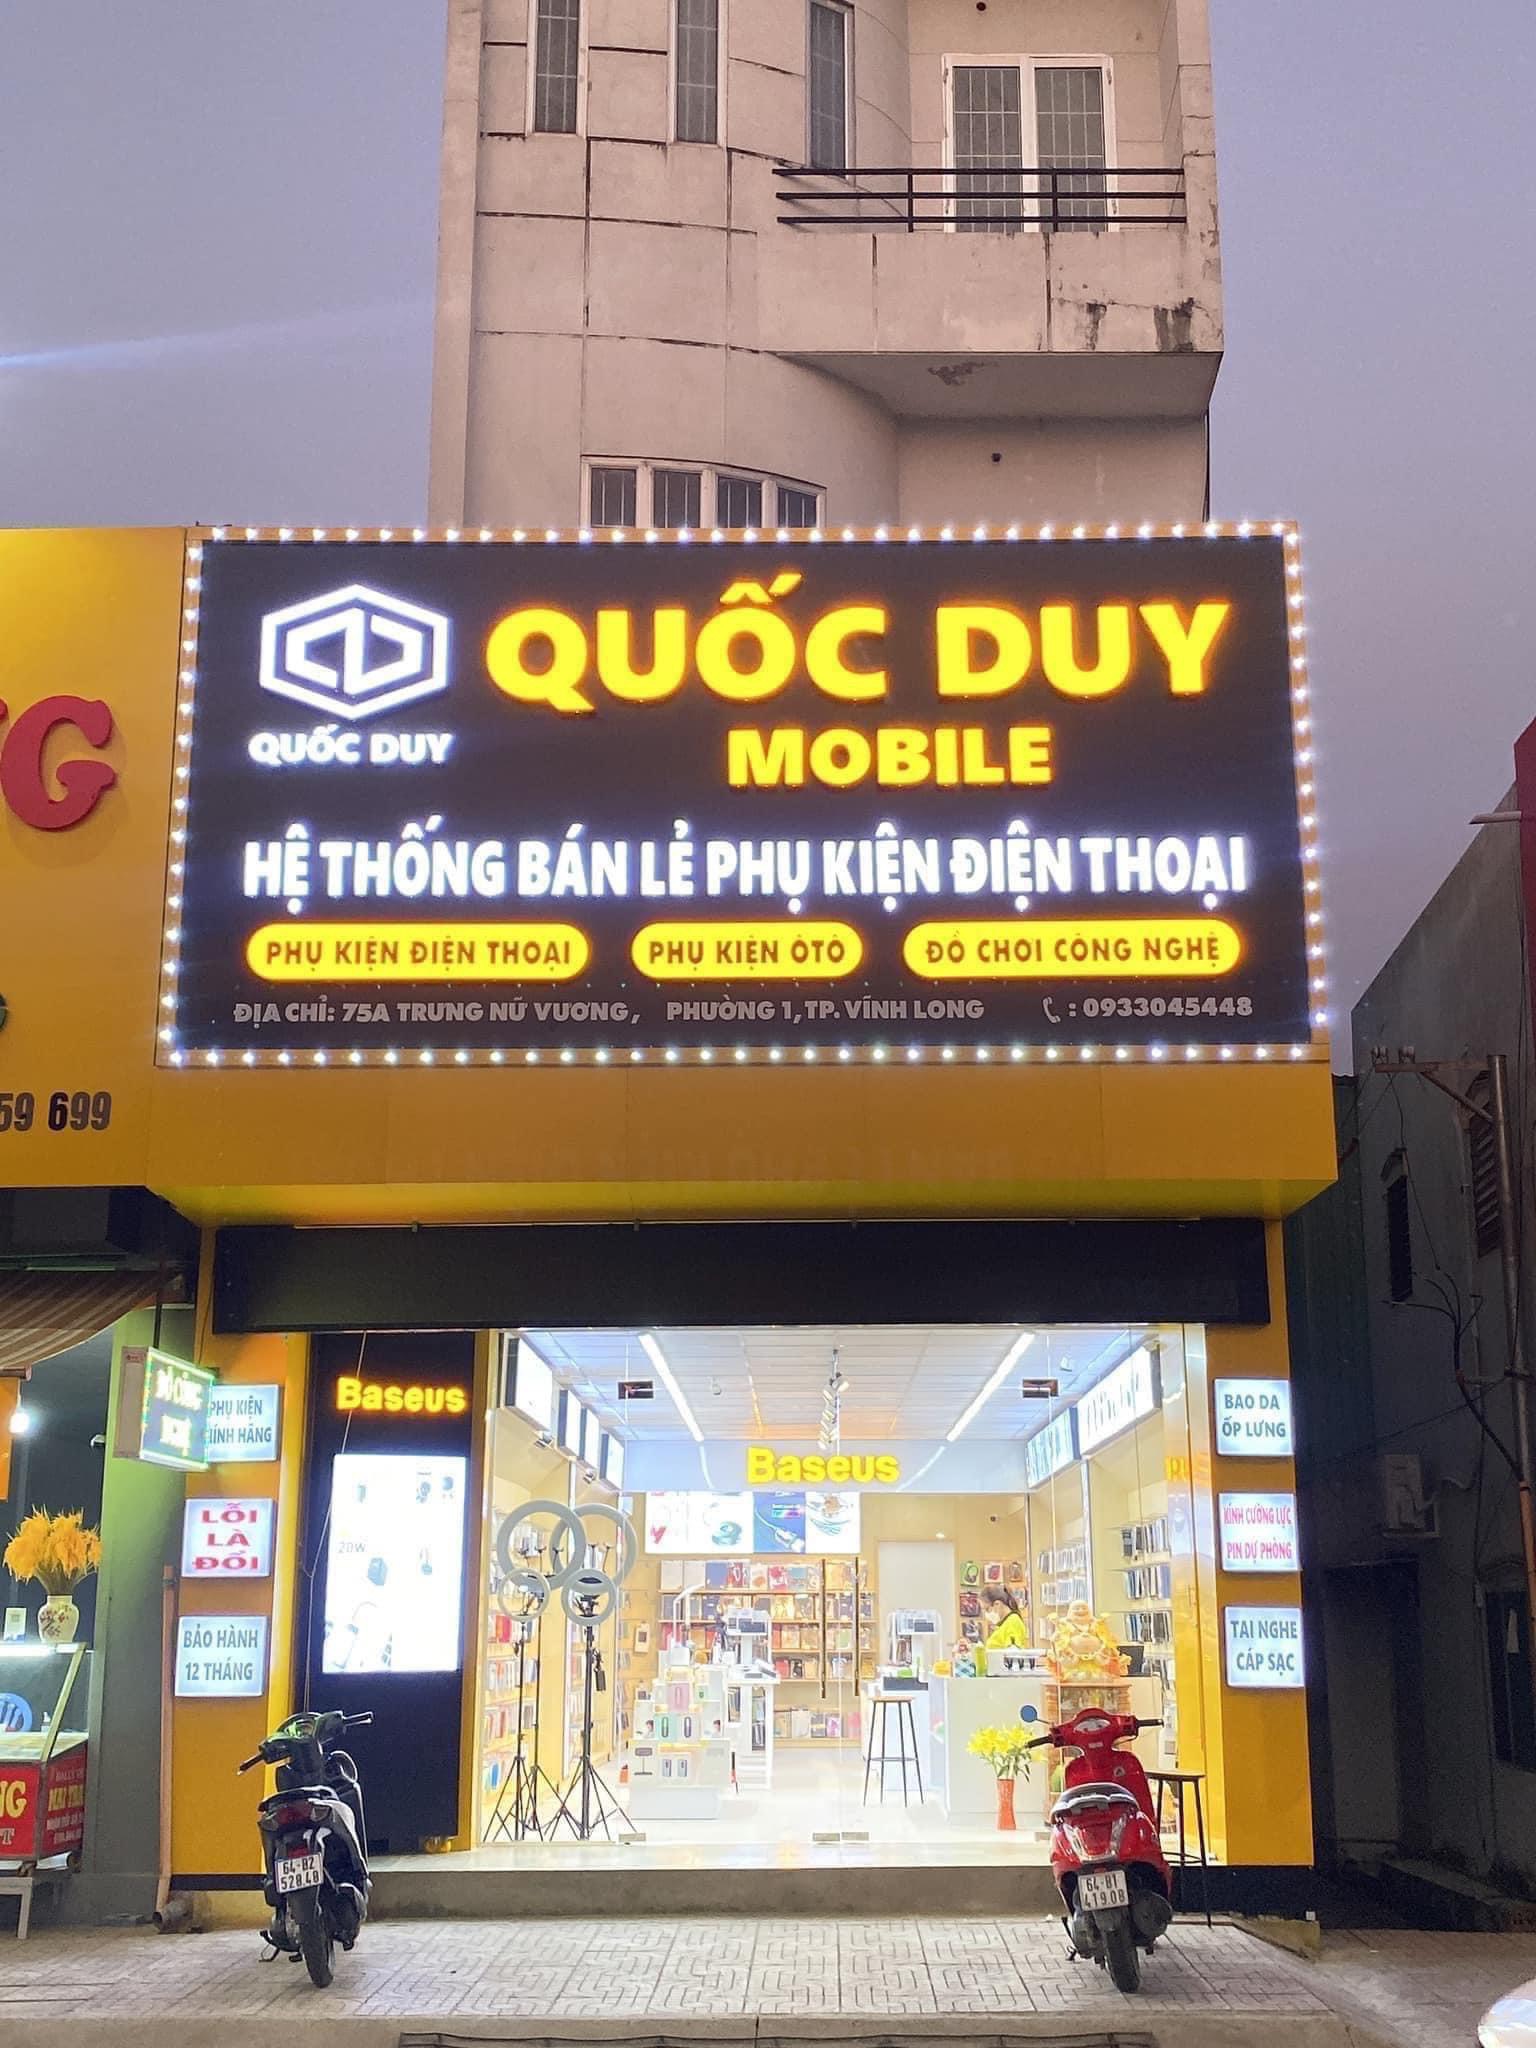 QUỐC DUY
MOBILE
QUỐC DUY
HỆ THỐNG BÁN LẺ PHỤ KIỆN ĐIỆN THOẠI
PHỤ KIỆN ĐIỆN THOẠI
PHỤ KIỆN ÔTÔ
ĐỒ CHƠI CÔNG NGHỆ
ĐỊA CHỈ: 75A TRƯNG NỮ VƯƠNG, PHƯỜNG 1, TP. VĨNH LONG
: 0933045448
G
59 699
Baseus
Baseus
20W
PHỤ KIỆN
CHÍNH HÃNG
LỖI
LÀ
ĐỔI
BẢO HÀNH
12 THÁNG
BAO DA
ỐP LƯNG
KÍNH CƯỜNG LỰC
PIN DỰ PHÒNG
TAI NGHE
CÁP SẠC
64-B2
528.48
64-B1
419.08